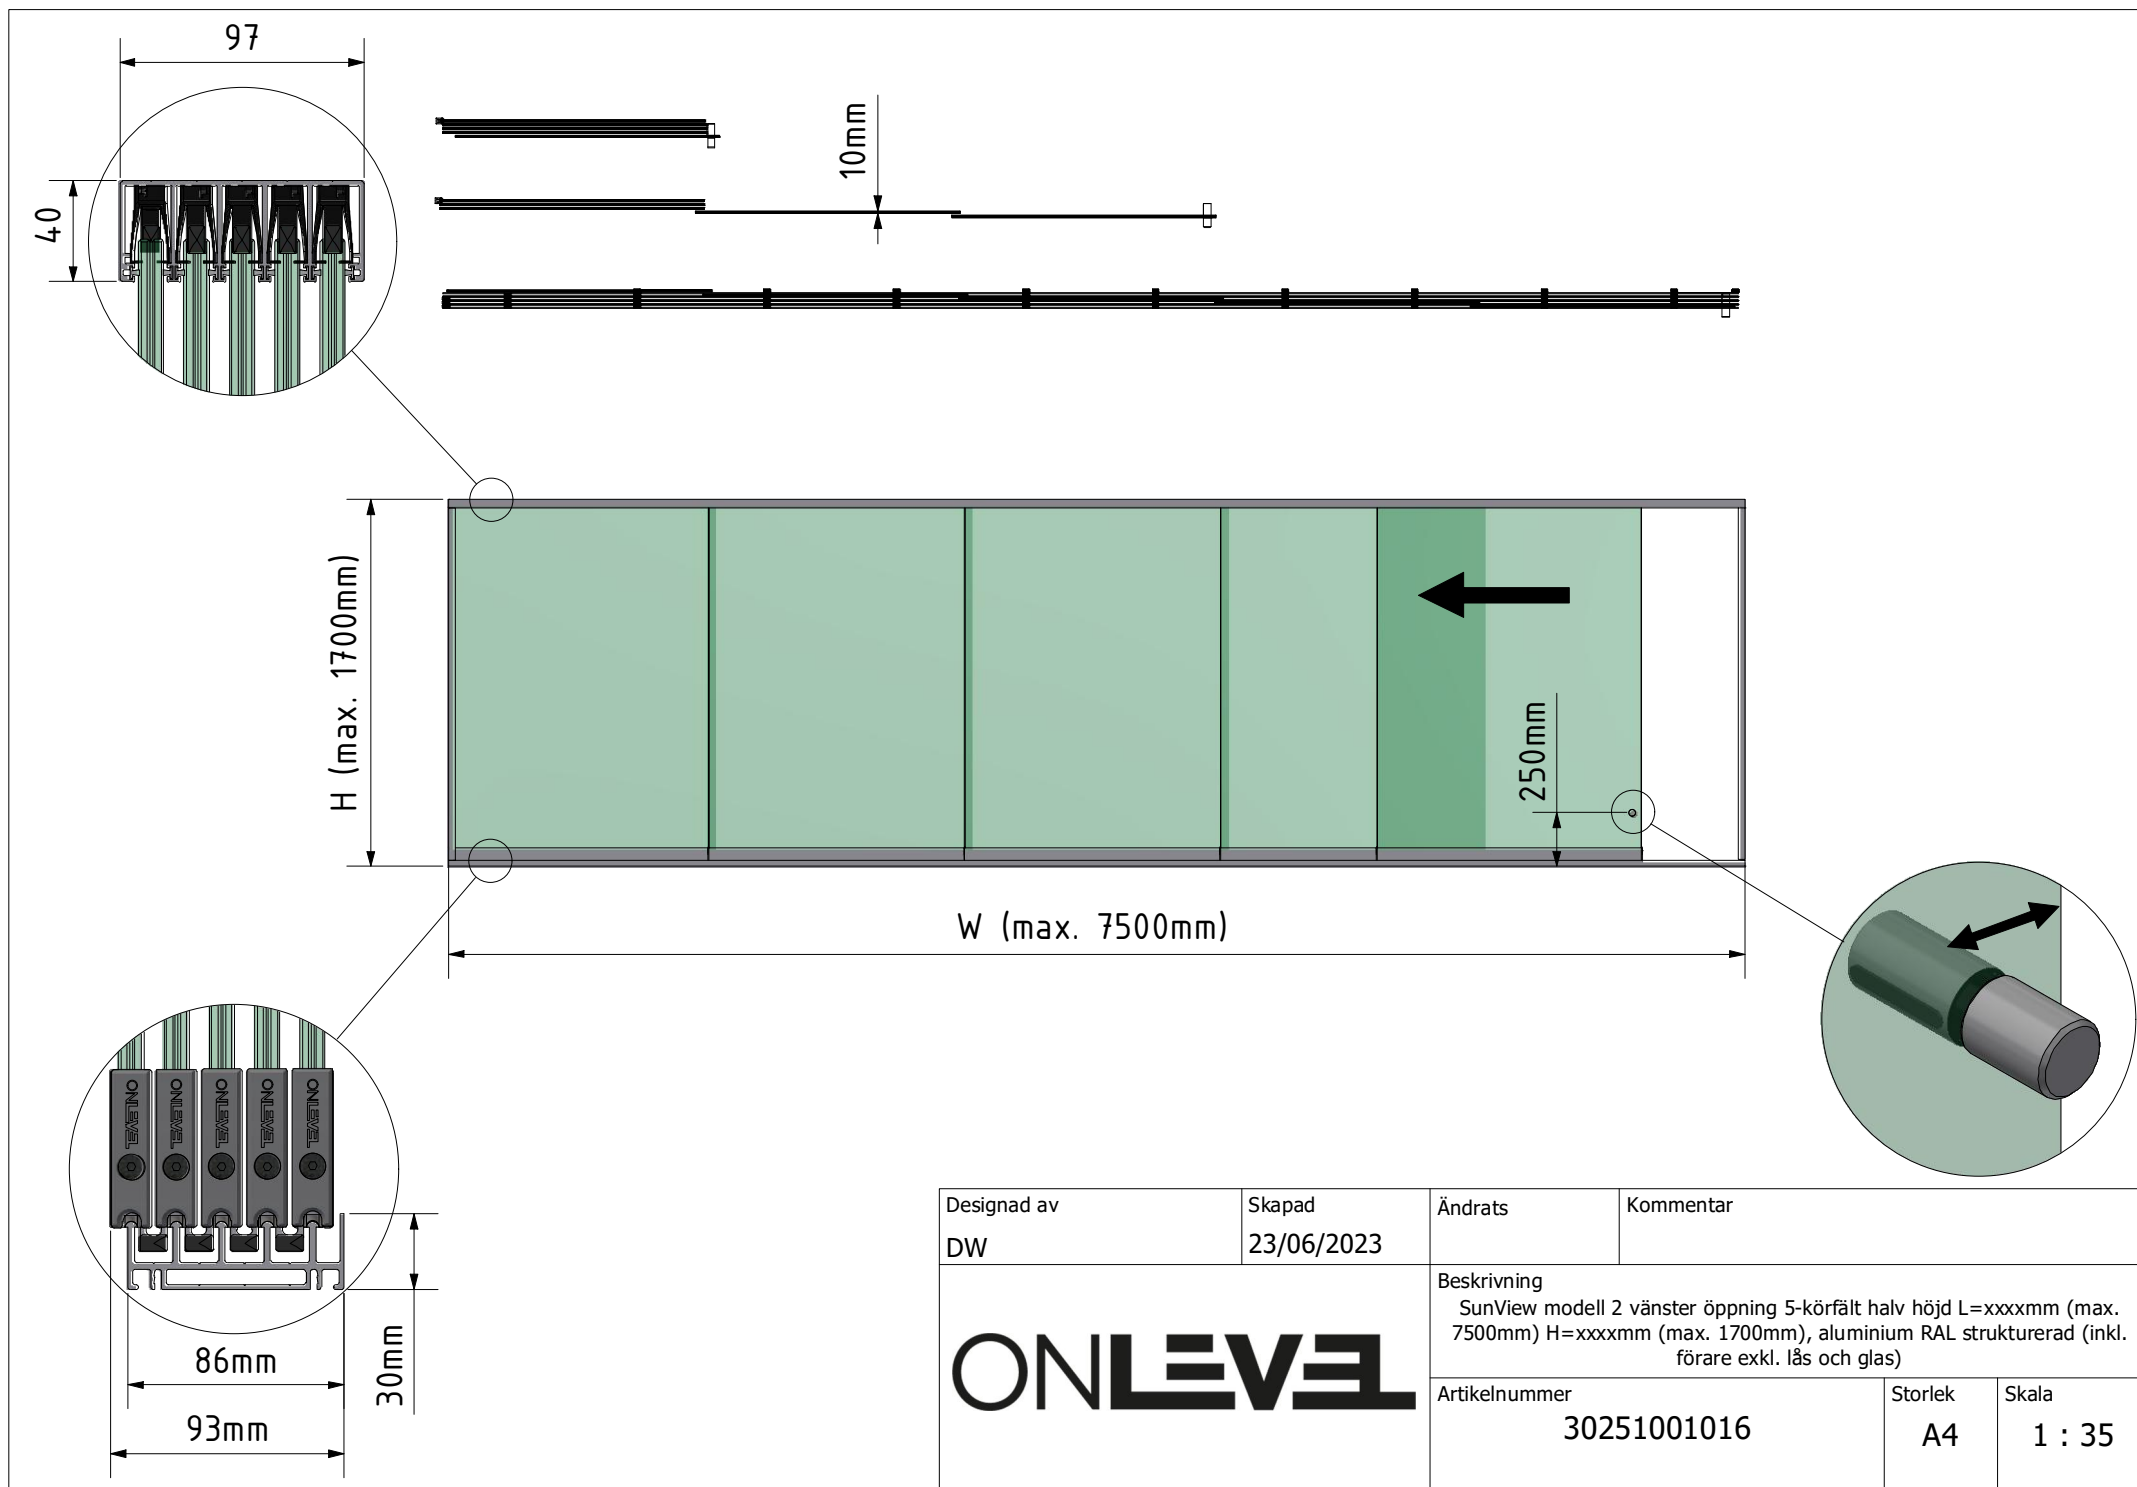 97
40
10mm
H (max. 1700mm)
250mm
W (max. 7500mm)
ONLEVEL
ONLEVEL
ONLEVEL
ONLEVEL
ONLEVEL
30mm
86mm
93mm
Designad av
DW
Skapad
23/06/2023
Ändrats
Kommentar
ONLEVEL
Beskrivning
SunView modell 2 vänster öppning 5-körfält halv höjd L=xxxxmm (max.
7500mm) H=xxxxmm (max. 1700mm), aluminium RAL strukturerad (inkl.
förare exkl. lås och glas)
Artikelnummer
30251001016
Storlek
A4
Skala
1 : 35